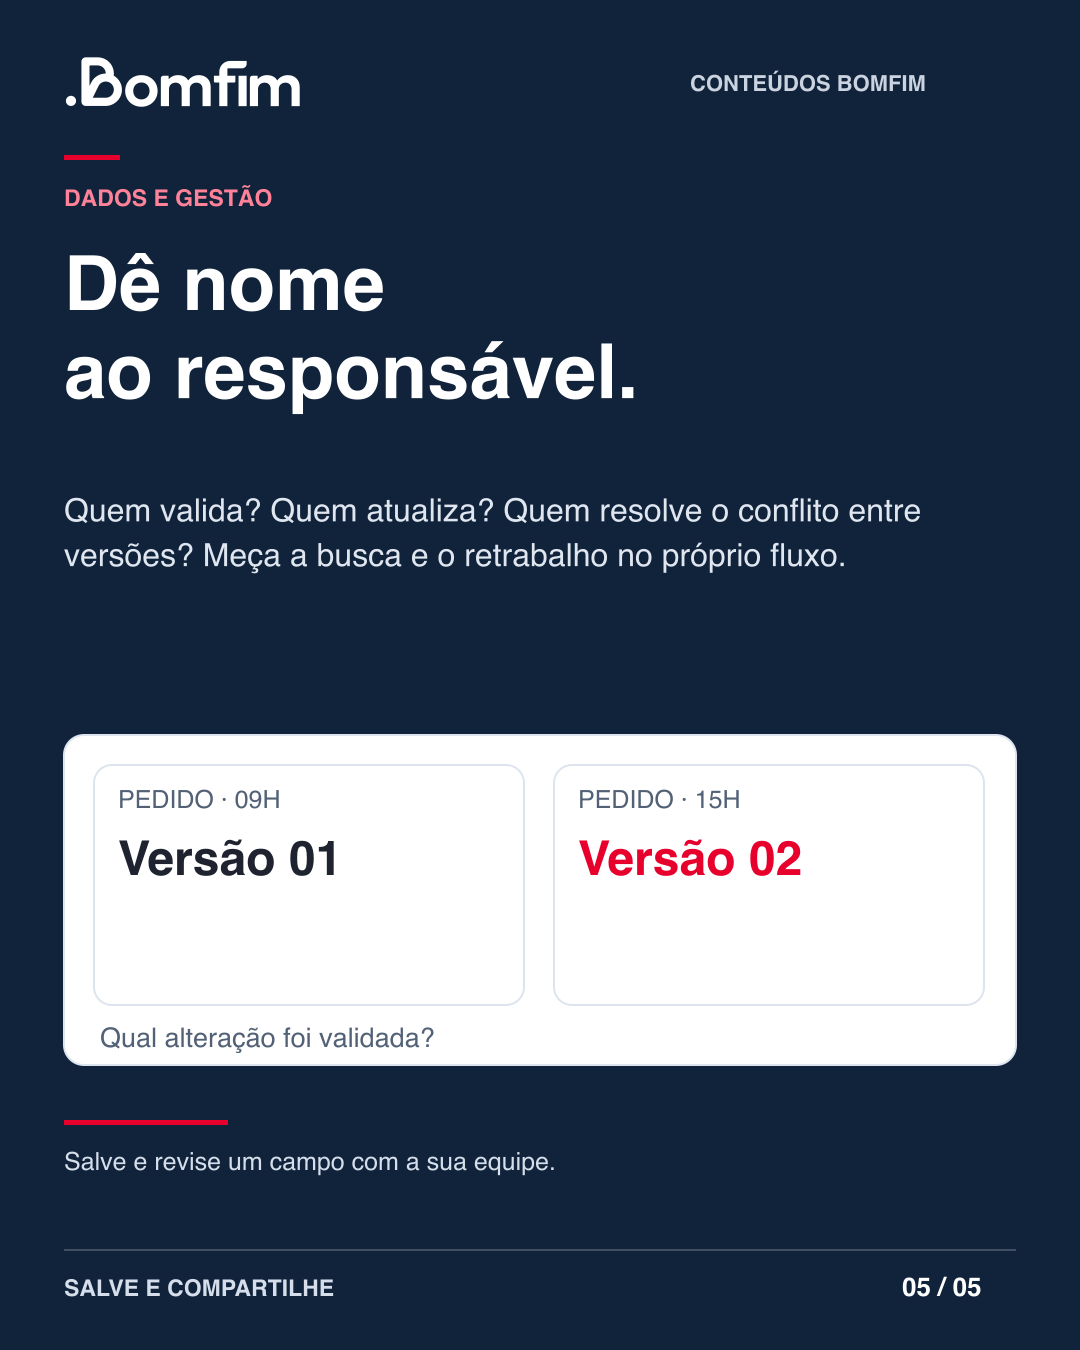 .Bomfim
CONTEÚDOS BOMFIM
DADOS E GESTÃO
Dê nome
ao responsável.
Quem valida? Quem atualiza? Quem resolve o conflito entre
versões? Meça a busca e o retrabalho no próprio fluxo.
PEDIDO · 09H
Versão 01
PEDIDO · 15H
Versão 02
Qual alteração foi validada?
Salve e revise um campo com a sua equipe.
SALVE E COMPARTILHE
05 / 05